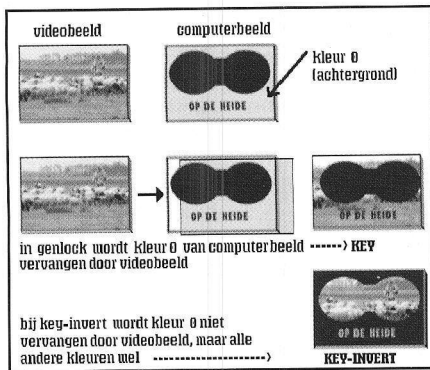 videobeeld
computerbeeld
kleur 0
(achtergrond)
OP DE HEIDE
OP DE HEIDE
OP DE HEIDE
in genlock wordt kleur 0 van computerbeeld ------> KEY
vervangen door videobeeld
OP DE HEIDE
bij key-invert wordt kleur 0 niet
vervangen door videobeeld, maar alle
andere kleuren wel ------------------>
KEY-INVERT